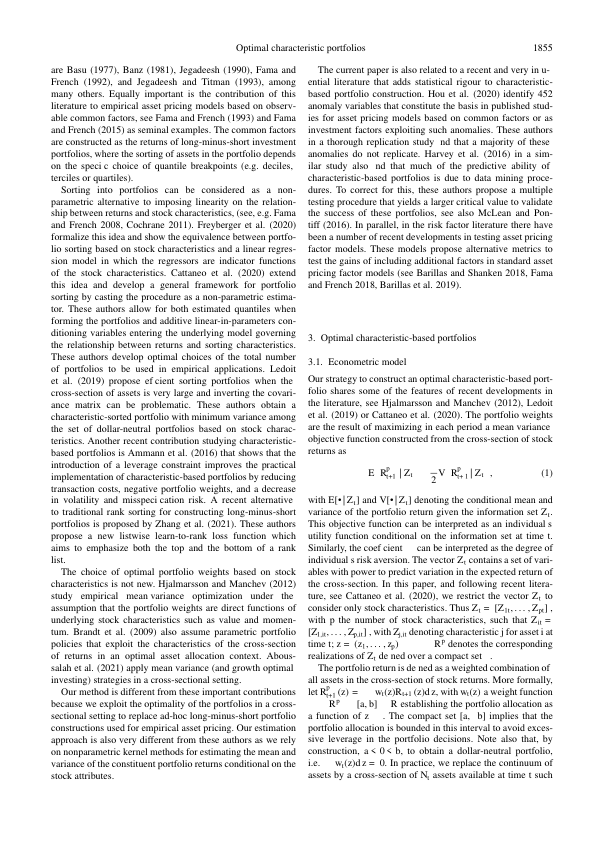 Optimal characteristic portfolios
1855
are Basu (1977), Banz (1981), Jegadeesh (1990), Fama and
French (1992), and Jegadeesh and Titman (1993), among
many others. Equally important is the contribution of this
literature to empirical asset pricing models based on observ-
able common factors, see Fama and French (1993) and Fama
and French (2015) as seminal examples. The common factors
are constructed as the returns of long-minus-short investment
portfolios, where the sorting of assets in the portfolio depends
on the speci c choice of quantile breakpoints (e.g. deciles,
terciles or quartiles).
Sorting into portfolios can be considered as a non-
parametric alternative to imposing linearity on the relation-
ship between returns and stock characteristics, (see, e.g. Fama
and French 2008, Cochrane 2011). Freyberger et al. (2020)
formalize this idea and show the equivalence between portfo-
lio sorting based on stock characteristics and a linear regres-
sion model in which the regressors are indicator functions
of the stock characteristics. Cattaneo et al. (2020) extend
this idea and develop a general framework for portfolio
sorting by casting the procedure as a non-parametric estima-
tor. These authors allow for both estimated quantiles when
forming the portfolios and additive linear-in-parameters con-
ditioning variables entering the underlying model governing
the relationship between returns and sorting characteristics.
These authors develop optimal choices of the total number
of portfolios to be used in empirical applications. Ledoit
et al. (2019) propose ef cient sorting portfolios when the
cross-section of assets is very large and inverting the covari-
ance matrix can be problematic. These authors obtain a
characteristic-sorted portfolio with minimum variance among
the set of dollar-neutral portfolios based on stock charac-
teristics. Another recent contribution studying characteristic-
based portfolios is Ammann et al. (2016) that shows that the
introduction of a leverage constraint improves the practical
implementation of characteristic-based portfolios by reducing
transaction costs, negative portfolio weights, and a decrease
in volatility and misspeci cation risk. A recent alternative
to traditional rank sorting for constructing long-minus-short
portfolios is proposed by Zhang et al. (2021). These authors
propose a new listwise learn-to-rank loss function which
aims to emphasize both the top and the bottom of a rank
list.
The choice of optimal portfolio weights based on stock
characteristics is not new. Hjalmarsson and Manchev (2012)
study empirical mean variance optimization under the
assumption that the portfolio weights are direct functions of
underlying stock characteristics such as value and momen-
tum. Brandt et al. (2009) also assume parametric portfolio
policies that exploit the characteristics of the cross-section
of returns in an optimal asset allocation context. Abous-
salah et al. (2021) apply mean variance (and growth optimal
investing) strategies in a cross-sectional setting.
Our method is different from these important contributions
because we exploit the optimality of the portfolios in a cross-
sectional setting to replace ad-hoc long-minus-short portfolio
constructions used for empirical asset pricing. Our estimation
approach is also very different from these authors as we rely
on nonparametric kernel methods for estimating the mean and
variance of the constituent portfolio returns conditional on the
stock attributes.
The current paper is also related to a recent and very in u-
ential literature that adds statistical rigour to characteristic-
based portfolio construction. Hou et al. (2020) identify 452
anomaly variables that constitute the basis in published stud-
ies for asset pricing models based on common factors or as
investment factors exploiting such anomalies. These authors
in a thorough replication study nd that a majority of these
anomalies do not replicate. Harvey et al. (2016) in a sim-
ilar study also nd that much of the predictive ability of
characteristic-based portfolios is due to data mining proce-
dures. To correct for this, these authors propose a multiple
testing procedure that yields a larger critical value to validate
the success of these portfolios, see also McLean and Pon-
tiff (2016). In parallel, in the risk factor literature there have
been a number of recent developments in testing asset pricing
factor models. These models propose alternative metrics to
test the gains of including additional factors in standard asset
pricing factor models (see Barillas and Shanken 2018, Fama
and French 2018, Barillas et al. 2019).
3. Optimal characteristic-based portfolios
3.1. Econometric model
Our strategy to construct an optimal characteristic-based port-
folio shares some of the features of recent developments in
the literature, see Hjalmarsson and Manchev (2012), Ledoit
et al. (2019) or Cattaneo et al. (2020). The portfolio weights
are the result of maximizing in each period a mean variance
objective function constructed from the cross-section of stock
returns as
E R^p_{t+1} | Z_t  \frac{}{2} V R^p_{t+1} | Z_t , (1)
with E[• | Z_t] and V[• | Z_t] denoting the conditional mean and
variance of the portfolio return given the information set Z_t.
This objective function can be interpreted as an individual s
utility function conditional on the information set at time t.
Similarly, the coef cient can be interpreted as the degree of
individual s risk aversion. The vector Z_t contains a set of vari-
ables with power to predict variation in the expected return of
the cross-section. In this paper, and following recent litera-
ture, see Cattaneo et al. (2020), we restrict the vector Z_t to
consider only stock characteristics. Thus Z_t = [Z_{1t}, . . . , Z_{pt}] ,
with p the number of stock characteristics, such that Z_{it} =
[Z_{1,it}, . . . , Z_{p,it}] , with Z_{j,it} denoting characteristic j for asset i at
time t; z = (z_1, . . . , z_p) R^p denotes the corresponding
realizations of Z_t de ned over a compact set .
The portfolio return is de ned as a weighted combination of
all assets in the cross-section of stock returns. More formally,
let R^p_{t+1}(z) = w_t(z)R_{t+1}(z)d z, with w_t(z) a weight function
R^p [a, b] R establishing the portfolio allocation as
a function of z . The compact set [a, b] implies that the
portfolio allocation is bounded in this interval to avoid exces-
sive leverage in the portfolio decisions. Note also that, by
construction, a < 0 < b, to obtain a dollar-neutral portfolio,
i.e. w_t(z)d z = 0. In practice, we replace the continuum of
assets by a cross-section of N_t assets available at time t such